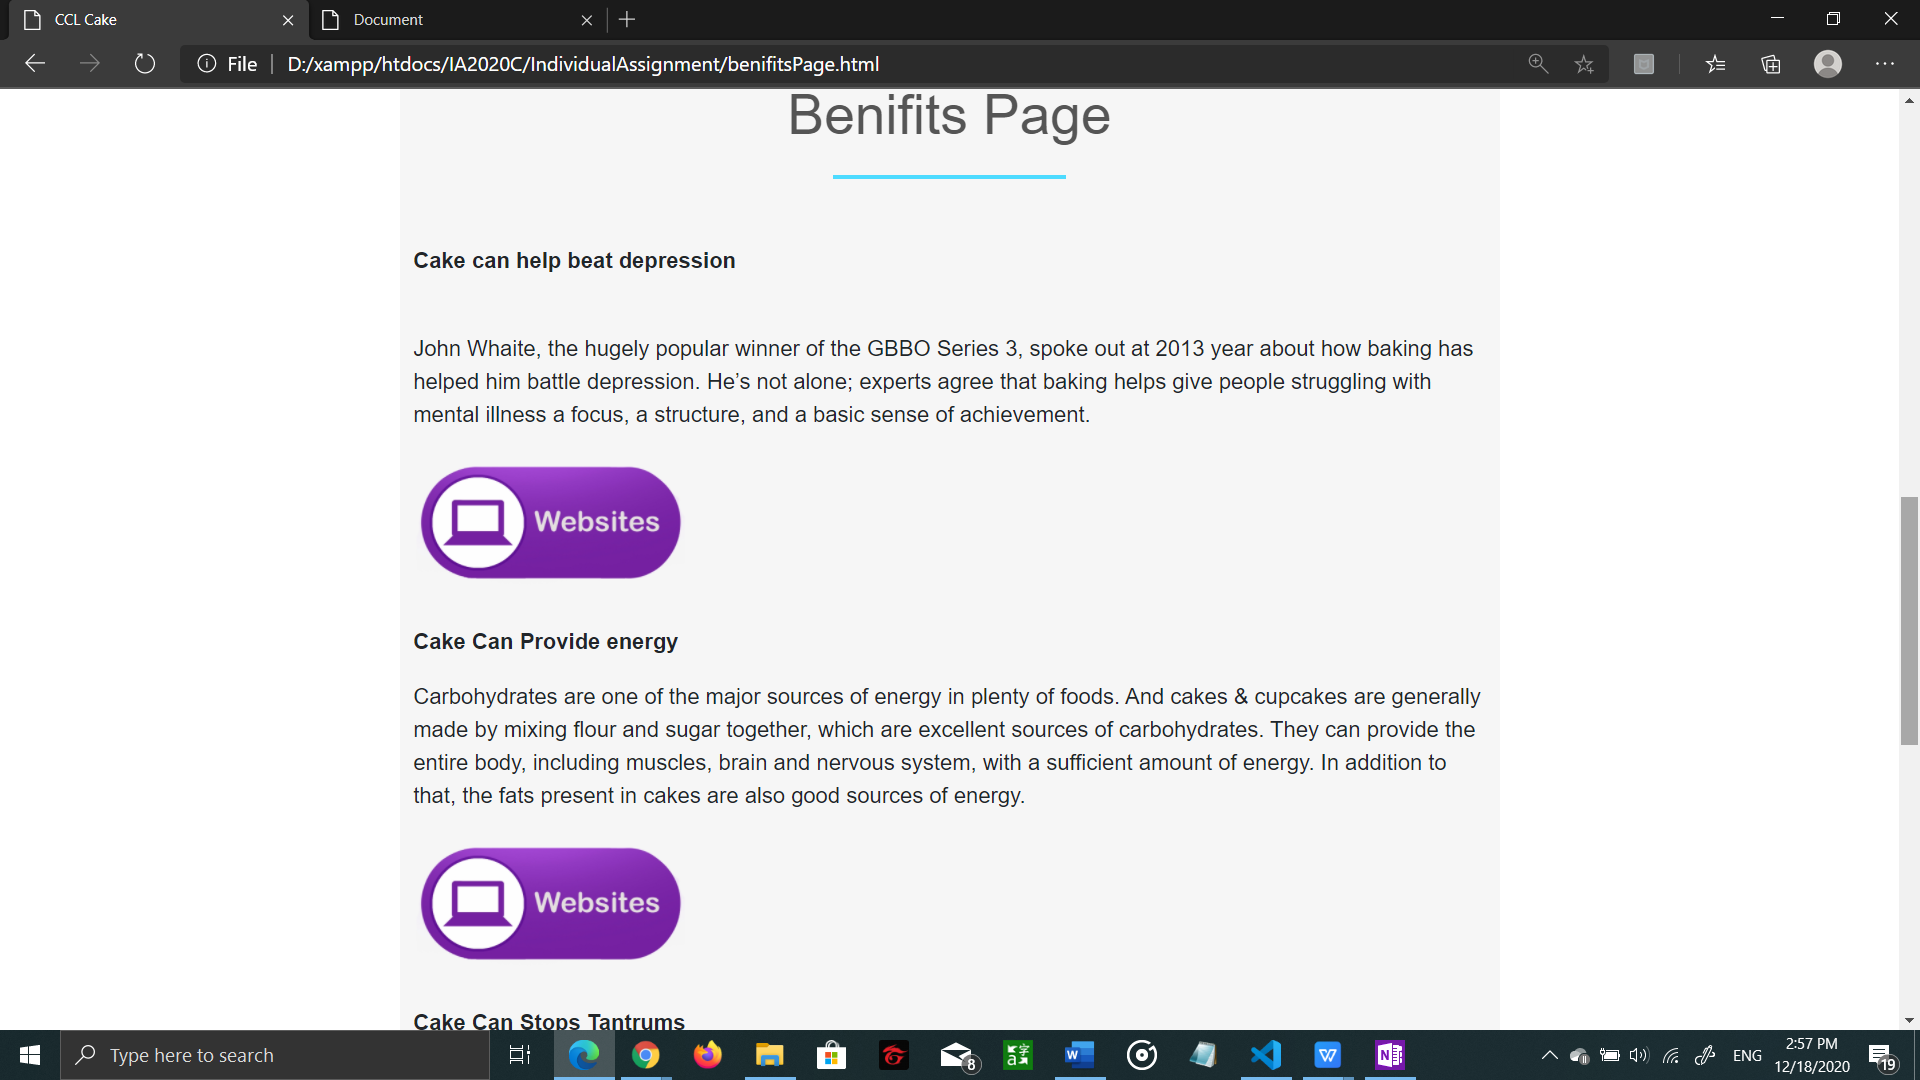 CCL Cake
Document
File
D:/xampp/htdocs/IA2020C/IndividualAssignment/benifitsPage.html
Benifits Page
Cake can help beat depression
John Whaite, the hugely popular winner of the GBBO Series 3, spoke out at 2013 year about how baking has
helped him battle depression. He’s not alone; experts agree that baking helps give people struggling with
mental illness a focus, a structure, and a basic sense of achievement.
Websites
Cake Can Provide energy
Carbohydrates are one of the major sources of energy in plenty of foods. And cakes & cupcakes are generally
made by mixing flour and sugar together, which are excellent sources of carbohydrates. They can provide the
entire body, including muscles, brain and nervous system, with a sufficient amount of energy. In addition to
that, the fats present in cakes are also good sources of energy.
Websites
Cake Can Stops Tantrums
Type here to search
8
a字
W
W
N
ENG
2:57 PM
12/18/2020
19